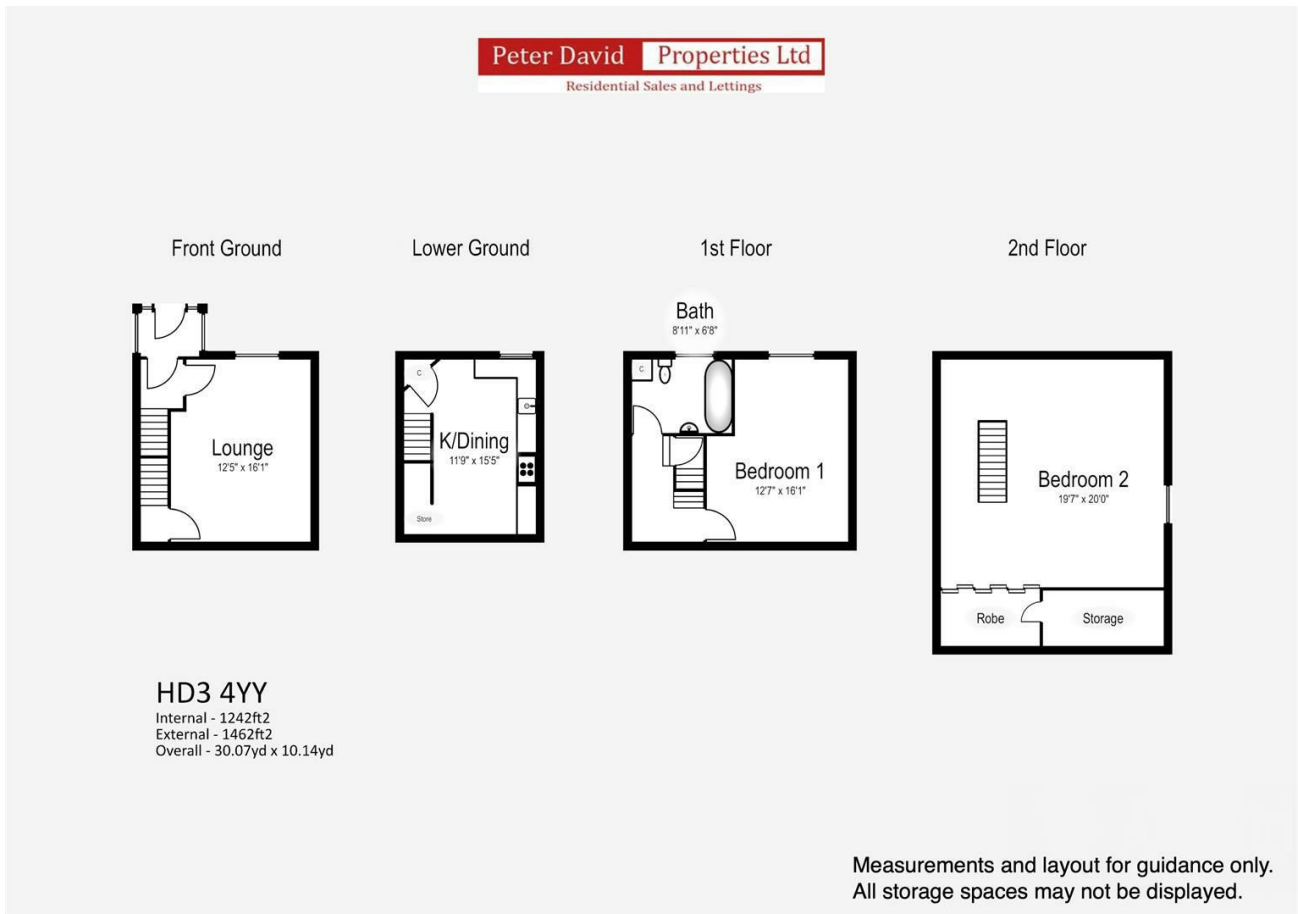 Peter David Properties Ltd
Residential Sales and Lettings
Front Ground
Lower Ground
1st Floor
2nd Floor
Bath
8'11" x 6'8"
C.
C.
Lounge
12'5" x 16'1"
K/Dining
11'9" x 15'5"
Store
Bedroom 1
12'7" x 16'1"
Bedroom 2
19'7" x 20'0"
Robe
Storage
HD3 4YY
Internal - 1242ft2
External - 1462ft2
Overall - 30.07yd x 10.14yd
Measurements and layout for guidance only.
All storage spaces may not be displayed.